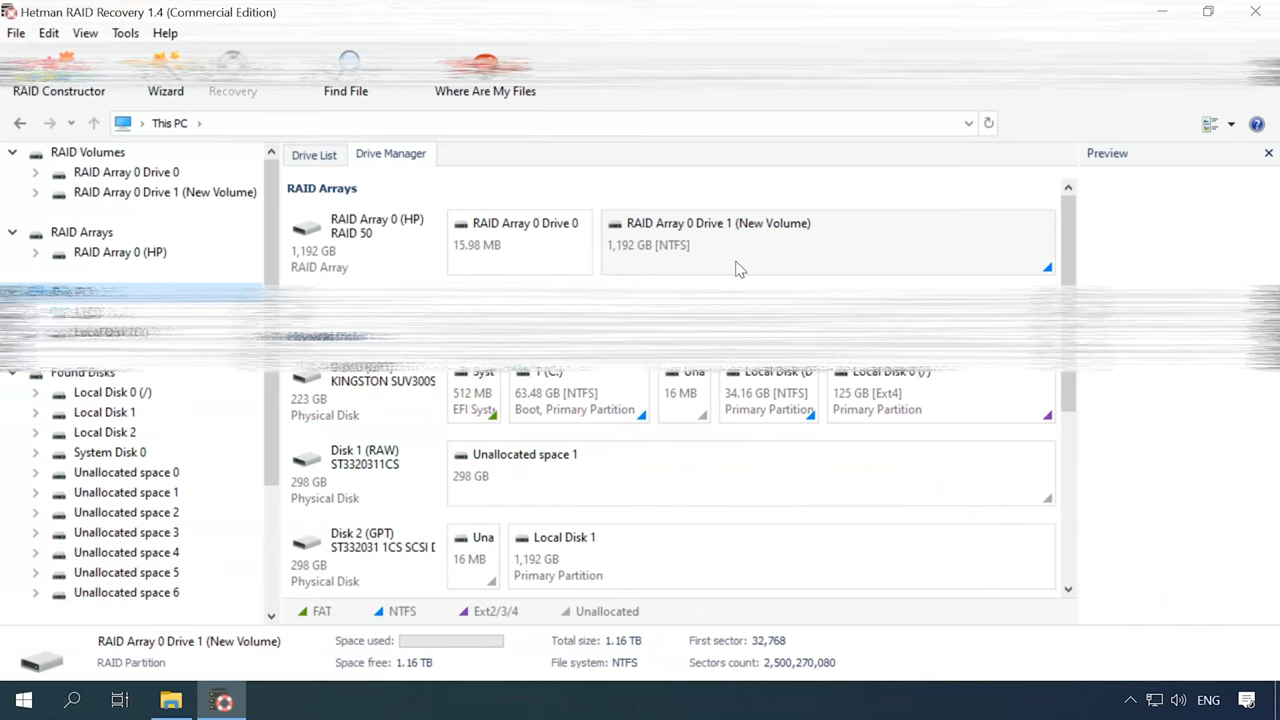 Hetman RAID Recovery 1.4 (Commercial Edition)
File Edit View Tools Help
RAID Constructor Wizard Recovery Find File Where Are My Files
This PC
RAID Volumes
RAID Array 0 Drive 0
RAID Array 0 Drive 1 (New Volume)
RAID Arrays
RAID Array 0 (HP)
Found Disks
Local Disk 0 (/)
Local Disk 1
Local Disk 2
System Disk 0
Unallocated space 0
Unallocated space 1
Unallocated space 2
Unallocated space 3
Unallocated space 4
Unallocated space 5
Unallocated space 6
Drive List Drive Manager
RAID Arrays
RAID Array 0 (HP)
RAID 50
1,192 GB
RAID Array
RAID Array 0 Drive 0
15.98 MB
RAID Array 0 Drive 1 (New Volume)
1,192 GB [NTFS]
KINGSTON SUV300S
223 GB
Physical Disk
Syst
512 MB
EFI Syste
(C:)
63.48 GB [NTFS]
Boot, Primary Partition
Una
16 MB
Local Disk (D
34.16 GB [NTFS]
Primary Partition
Local Disk 0 (/)
125 GB [Ext4]
Primary Partition
Disk 1 (RAW)
ST3320311CS
298 GB
Physical Disk
Unallocated space 1
298 GB
Disk 2 (GPT)
ST332031 1CS SCSI D
298 GB
Physical Disk
Una
16 MB
Local Disk 1
1,192 GB
Primary Partition
FAT NTFS Ext2/3/4 Unallocated
Preview
RAID Array 0 Drive 1 (New Volume)
RAID Partition
Space used:
Space free: 1.16 TB
Total size: 1.16 TB
File system: NTFS
First sector: 32,768
Sectors count: 2,500,270,080
ENG